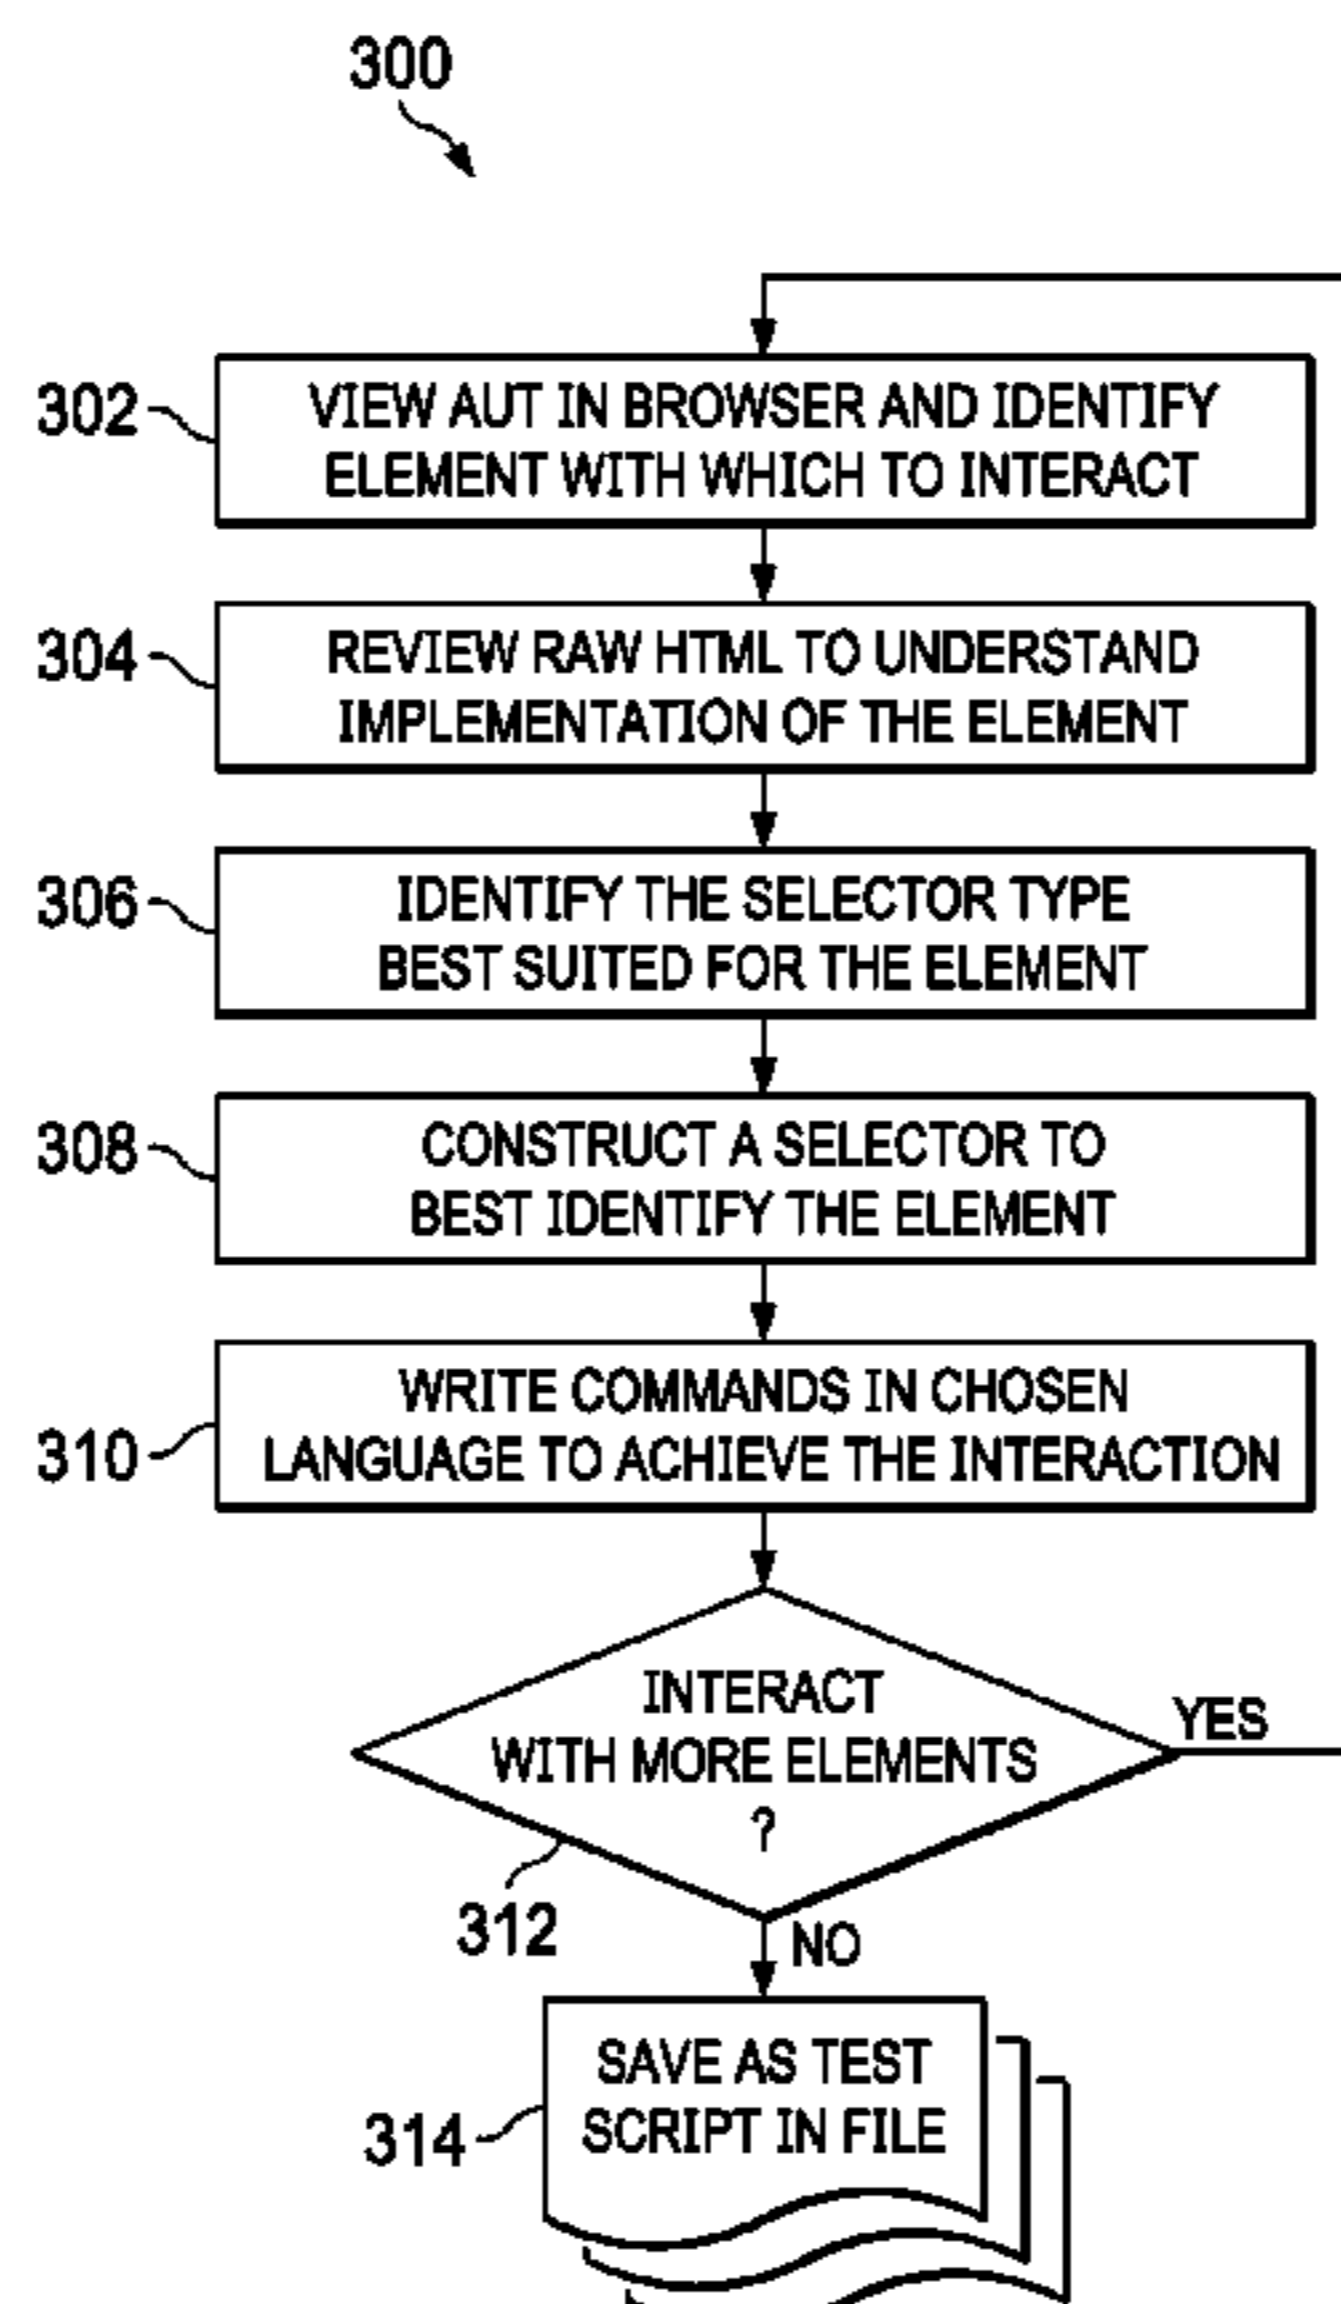 300
302
VIEW AUT IN BROWSER AND IDENTIFY
ELEMENT WITH WHICH TO INTERACT
304
REVIEW RAW HTML TO UNDERSTAND
IMPLEMENTATION OF THE ELEMENT
306
IDENTIFY THE SELECTOR TYPE
BEST SUITED FOR THE ELEMENT
308
CONSTRUCT A SELECTOR TO
BEST IDENTIFY THE ELEMENT
310
WRITE COMMANDS IN CHOSEN
LANGUAGE TO ACHIEVE THE INTERACTION
INTERACT
WITH MORE ELEMENTS
?
YES
312
NO
314
SAVE AS TEST
SCRIPT IN FILE